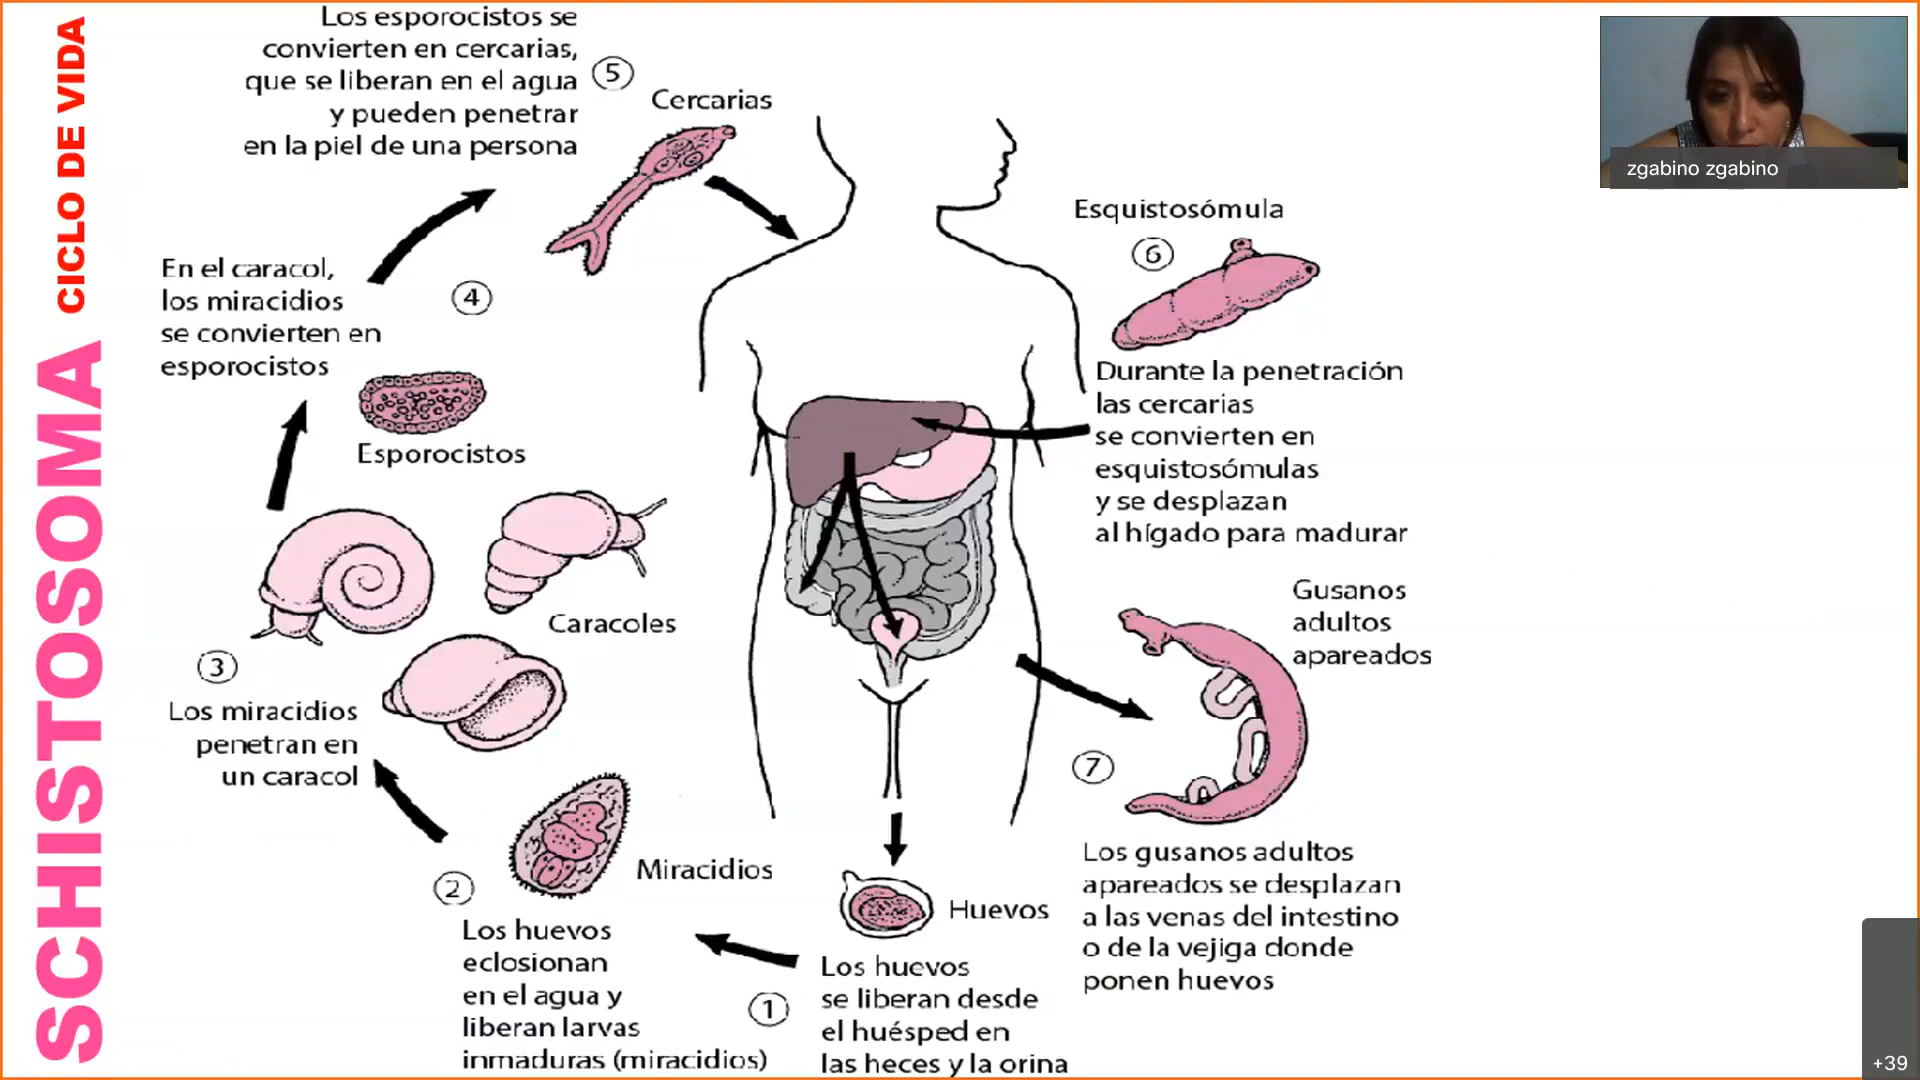 SCHISTOSOMA CICLO DE VIDA
Los esporocistos se
convierten en cercarias,
que se liberan en el agua
y pueden penetrar
en la piel de una persona
5
Cercarias
zgabino zgabino
Esquistosómula
6
En el caracol,
los miracidios
se convierten en
esporocistos
4
Esporocistos
Durante la penetración
las cercarias
se convierten en
esquistosómulas
y se desplazan
al hígado para madurar
Caracoles
Gusanos
adultos
apareados
3
Los miracidios
penetran en
un caracol
7
Los gusanos adultos
apareados se desplazan
a las venas del intestino
o de la vejiga donde
ponen huevos
Miracidios
2
Los huevos
eclosionan
en el agua y
liberan larvas
inmaduras (miracidios)
Huevos
1
Los huevos
se liberan desde
el huésped en
las heces y la orina
+39